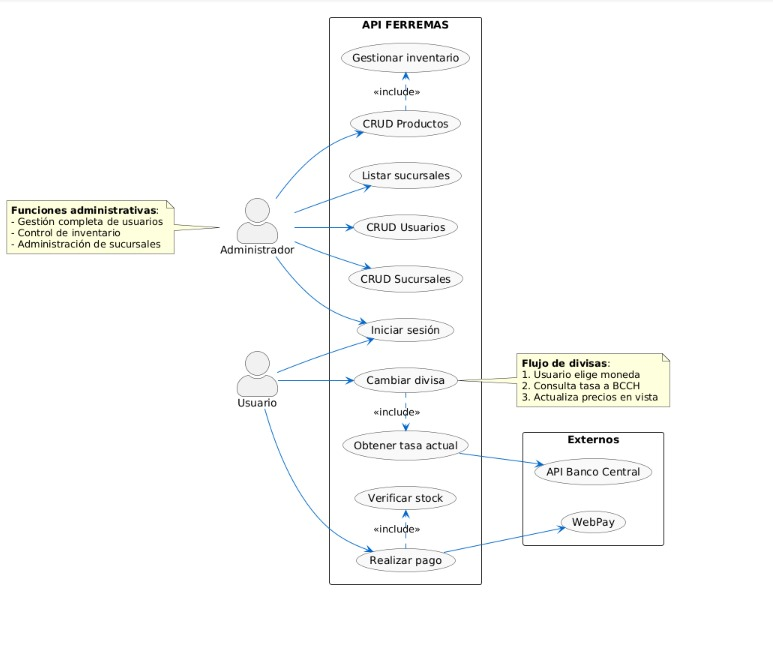 API FERREMAS
Gestionar inventario
«include»
CRUD Productos
Listar sucursales
Funciones administrativas:
- Gestión completa de usuarios
- Control de inventario
- Administración de sucursales
Administrador
CRUD Usuarios
CRUD Sucursales
Iniciar sesión
Usuario
Cambiar divisa
Flujo de divisas:
1. Usuario elige moneda
2. Consulta tasa a BCCH
3. Actualiza precios en vista
«include»
Obtener tasa actual
Externos
API Banco Central
Verificar stock
«include»
WebPay
Realizar pago